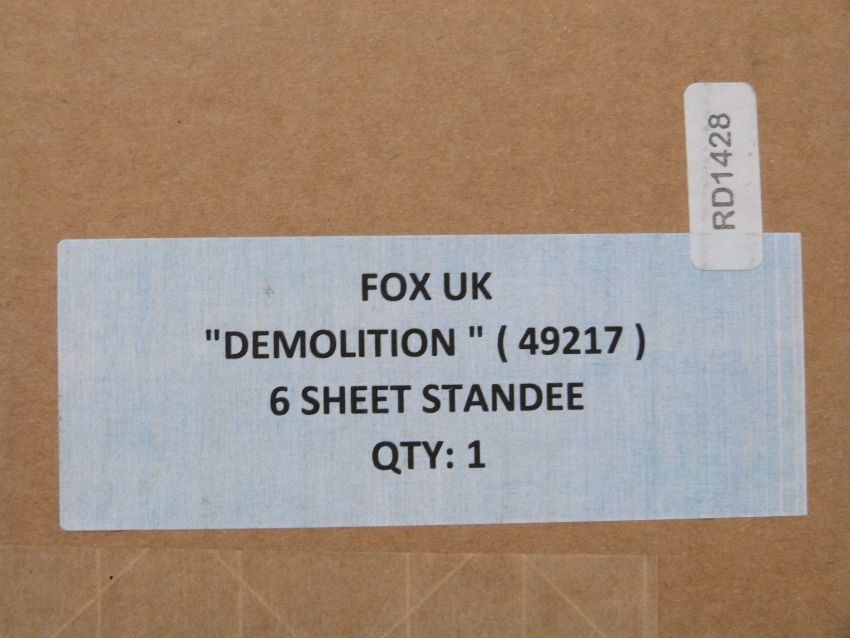 RD1428
FOX UK
"DEMOLITION " ( 49217 )
6 SHEET STANDEE
QTY: 1